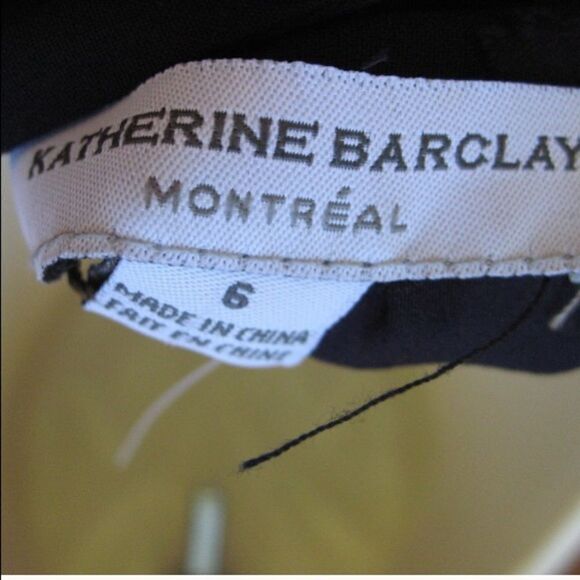 KATHERINE BARCLAY
MONTRÉAL
6
MADE IN CHINA
FAIT EN CHINE